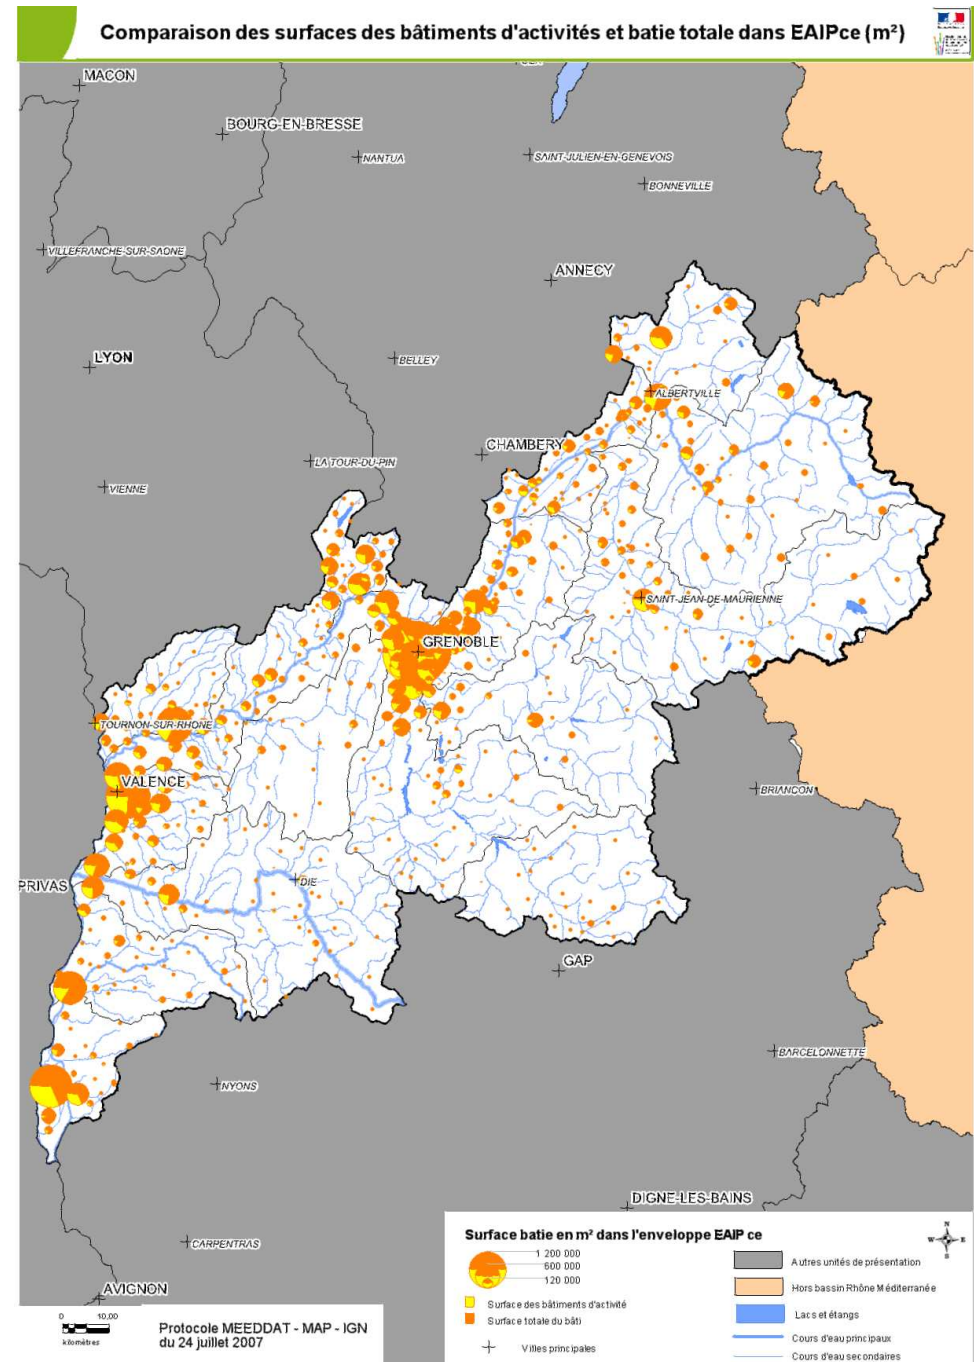 Comparaison des surfaces des bâtiments d'activités et batie totale dans EAIPce (m²)
MACON
BOURG-EN-BRESSE
NANTUA
SAINT-JULIEN-EN-GENEVOIS
BONNEVILLE
VILLEFRANCHE-SUR-SAONE
ANNECY
LYON
BELLEY
ALBERTVILLE
CHAMBERY
LA TOUR-DU-PIN
VIENNE
SAINT-JEAN-DE-MAURIENNE
GRENOBLE
TOURNON-SUR-RHONE
VALENCE
BRIANCON
PRIVAS
DIE
GAP
BARCELONNETTE
NYONS
DIGNE-LES-BAINS
CARPENTRAS
AVIGNON
Surface batie en m² dans l'enveloppe EAIP ce
1 200 000
600 000
120 000
Surface des bâtiments d'activité
Surface totale du bâti
Villes principales
N
W
E
S
Autres unités de présentation
Hors bassin Rhône Méditerranée
Lacs et étangs
Cours d'eau principaux
Cours d'eau secondaires
0 10,00
kilomètres
Protocole MEEDDAT - MAP - IGN
du 24 juillet 2007